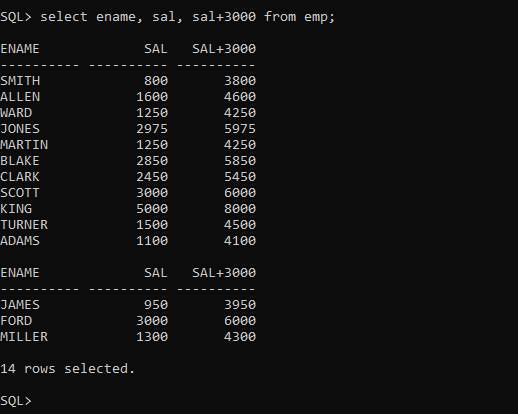 SQL> select ename, sal, sal+3000 from emp;
ENAME             SAL   SAL+3000
---------- ---------- ----------
SMITH             800       3800
ALLEN            1600       4600
WARD             1250       4250
JONES            2975       5975
MARTIN           1250       4250
BLAKE            2850       5850
CLARK            2450       5450
SCOTT            3000       6000
KING             5000       8000
TURNER           1500       4500
ADAMS            1100       4100
ENAME             SAL   SAL+3000
---------- ---------- ----------
JAMES             950       3950
FORD             3000       6000
MILLER           1300       4300
14 rows selected.
SQL>